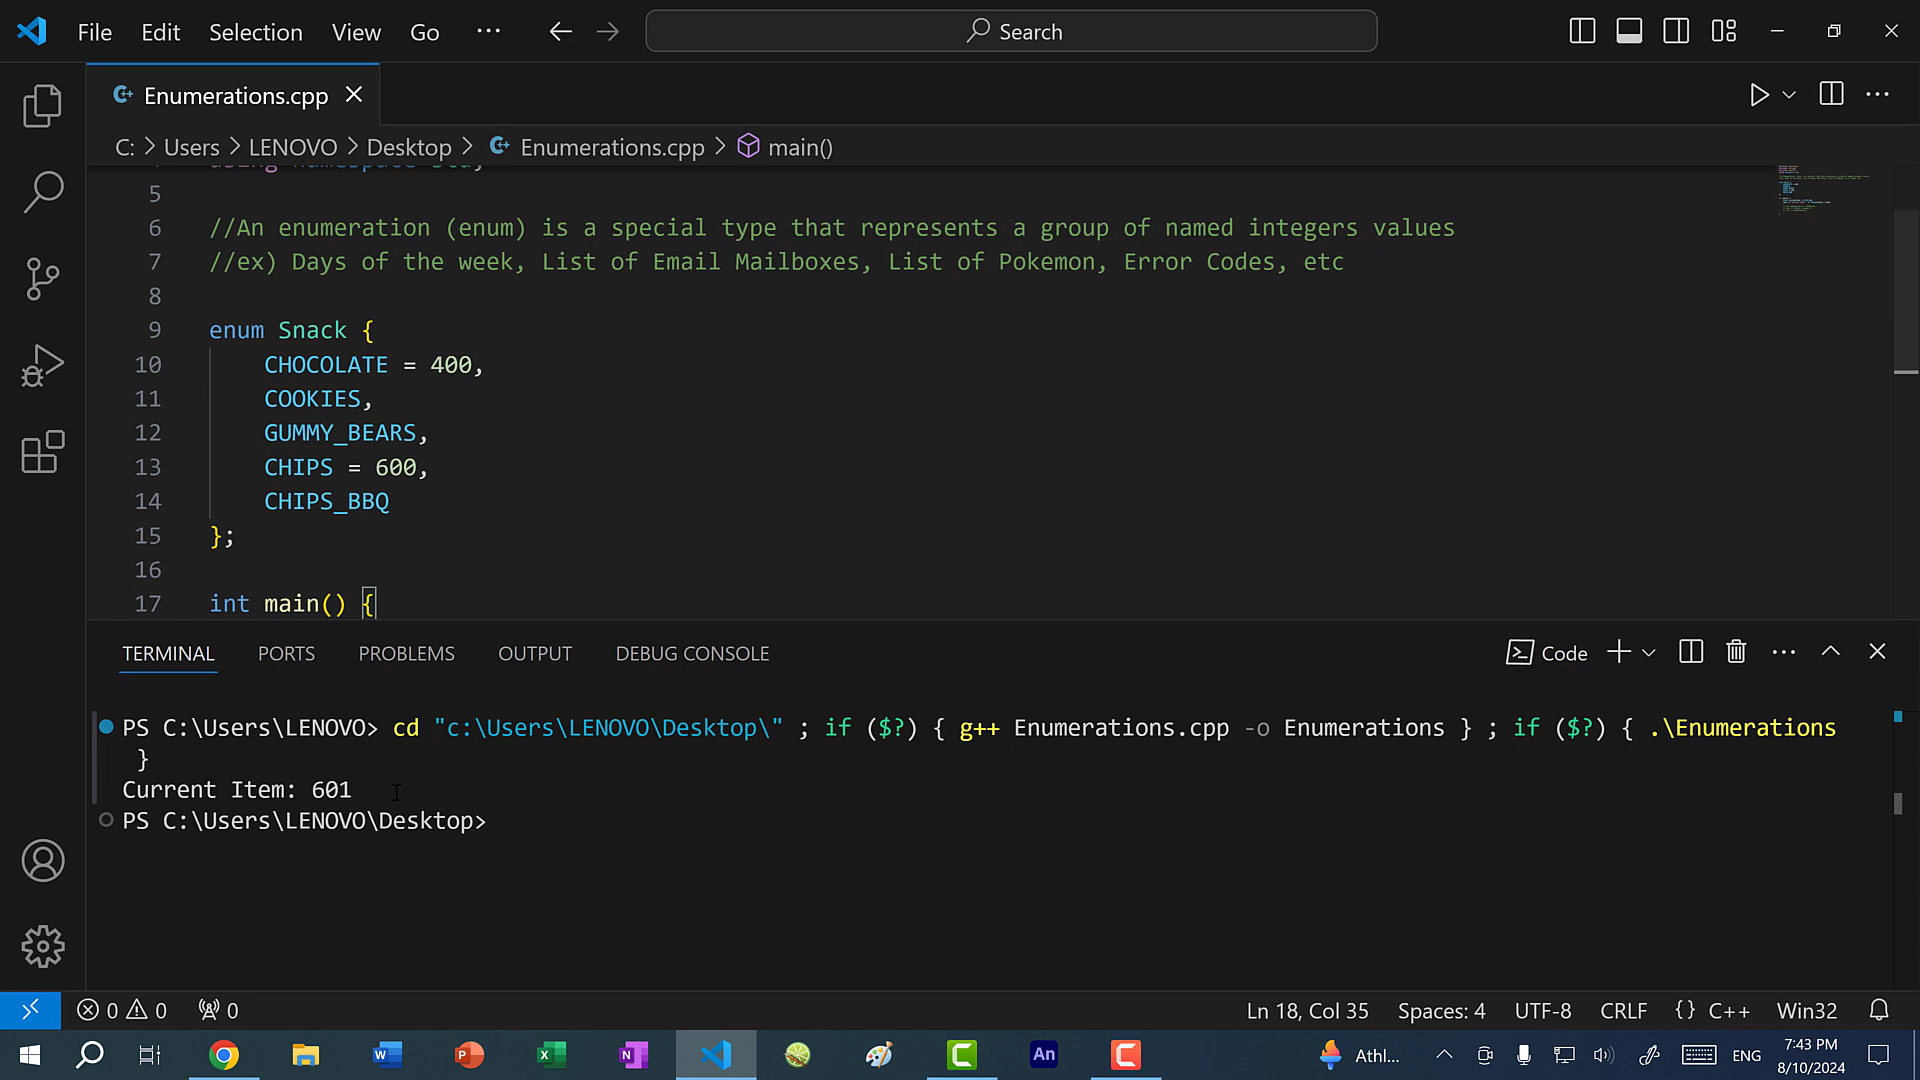 File Edit Selection View Go ··· Search
Enumerations.cpp
C: > Users > LENOVO > Desktop > Enumerations.cpp > main()
using namespace std;
5
6 //An enumeration (enum) is a special type that represents a group of named integers values
7 //ex) Days of the week, List of Email Mailboxes, List of Pokemon, Error Codes, etc
8
9 enum Snack {
10 CHOCOLATE = 400,
11 COOKIES,
12 GUMMY_BEARS,
13 CHIPS = 600,
14 CHIPS_BBQ
15 };
16
17 int main() {
TERMINAL PORTS PROBLEMS OUTPUT DEBUG CONSOLE Code
PS C:\Users\LENOVO> cd "c:\Users\LENOVO\Desktop\" ; if ($?) { g++ Enumerations.cpp -o Enumerations } ; if ($?) { .\Enumerations
}
Current Item: 601
PS C:\Users\LENOVO\Desktop>
0 0 0 Ln 18, Col 35 Spaces: 4 UTF-8 CRLF {} C++ Win32
Athl... ENG 7:43 PM
8/10/2024